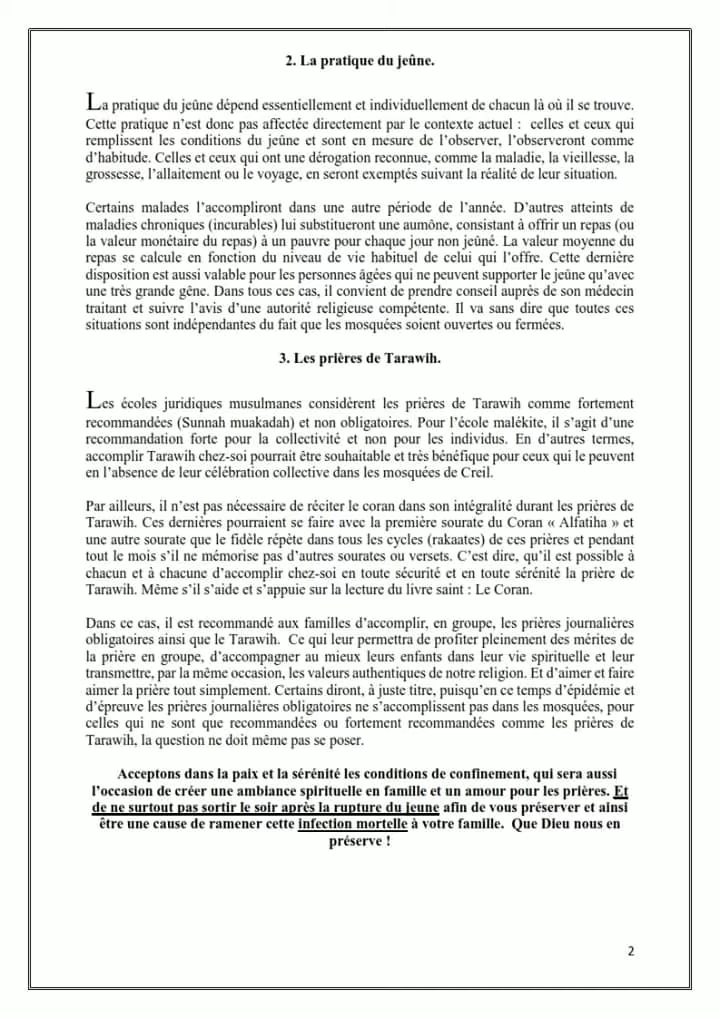 2. La pratique du jeûne.
La pratique du jeûne dépend essentiellement et individuellement de chacun là où il se trouve.
Cette pratique n’est donc pas affectée directement par le contexte actuel : celles et ceux qui
remplissent les conditions du jeûne et sont en mesure de l’observer, l’observeront comme
d’habitude. Celles et ceux qui ont une dérogation reconnue, comme la maladie, la vieillesse, la
grossesse, l’allaitement ou le voyage, en seront exemptés suivant la réalité de leur situation.
Certains malades l’accompliront dans une autre période de l’année. D’autres atteints de
maladies chroniques (incurables) lui substitueront une aumône, consistant à offrir un repas (ou
la valeur monétaire du repas) à un pauvre pour chaque jour non jeûné. La valeur moyenne du
repas se calcule en fonction du niveau de vie habituel de celui qui l’offre. Cette dernière
disposition est aussi valable pour les personnes âgées qui ne peuvent supporter le jeûne qu’avec
une très grande gêne. Dans tous ces cas, il convient de prendre conseil auprès de son médecin
traitant et suivre l’avis d’une autorité religieuse compétente. Il va sans dire que toutes ces
situations sont indépendantes du fait que les mosquées soient ouvertes ou fermées.
3. Les prières de Tarawih.
Les écoles juridiques musulmanes considèrent les prières de Tarawih comme fortement
recommandées (Sunnah muakadah) et non obligatoires. Pour l’école malékite, il s’agit d’une
recommandation forte pour la collectivité et non pour les individus. En d’autres termes,
accomplir Tarawih chez-soi pourrait être souhaitable et très bénéfique pour ceux qui le peuvent
en l’absence de leur célébration collective dans les mosquées de Creil.
Par ailleurs, il n’est pas nécessaire de réciter le coran dans son intégralité durant les prières de
Tarawih. Ces dernières pourraient se faire avec la première sourate du Coran « Alfatiha » et
une autre sourate que le fidèle répète dans tous les cycles (rakaates) de ces prières et pendant
tout le mois s’il ne mémorise pas d’autres sourates ou versets. C’est dire, qu’il est possible à
chacun et à chacune d’accomplir chez-soi en toute sécurité et en toute sérénité la prière de
Tarawih. Même s’il s’aide et s’appuie sur la lecture du livre saint : Le Coran.
Dans ce cas, il est recommandé aux familles d’accomplir, en groupe, les prières journalières
obligatoires ainsi que le Tarawih. Ce qui leur permettra de profiter pleinement des mérites de
la prière en groupe, d’accompagner au mieux leurs enfants dans leur vie spirituelle et leur
transmettre, par la même occasion, les valeurs authentiques de notre religion. Et d’aimer et faire
aimer la prière tout simplement. Certains diront, à juste titre, puisqu’en ce temps d’épidémie et
d’épreuve les prières journalières obligatoires ne s’accomplissent pas dans les mosquées, pour
celles qui ne sont que recommandées ou fortement recommandées comme les prières de
Tarawih, la question ne doit même pas se poser.
Acceptons dans la paix et la sérénité les conditions de confinement, qui sera aussi
l’occasion de créer une ambiance spirituelle en famille et un amour pour les prières. Et
de ne surtout pas sortir le soir après la rupture du jeune afin de vous préserver et ainsi
être une cause de ramener cette infection mortelle à votre famille. Que Dieu nous en
préserve !
2